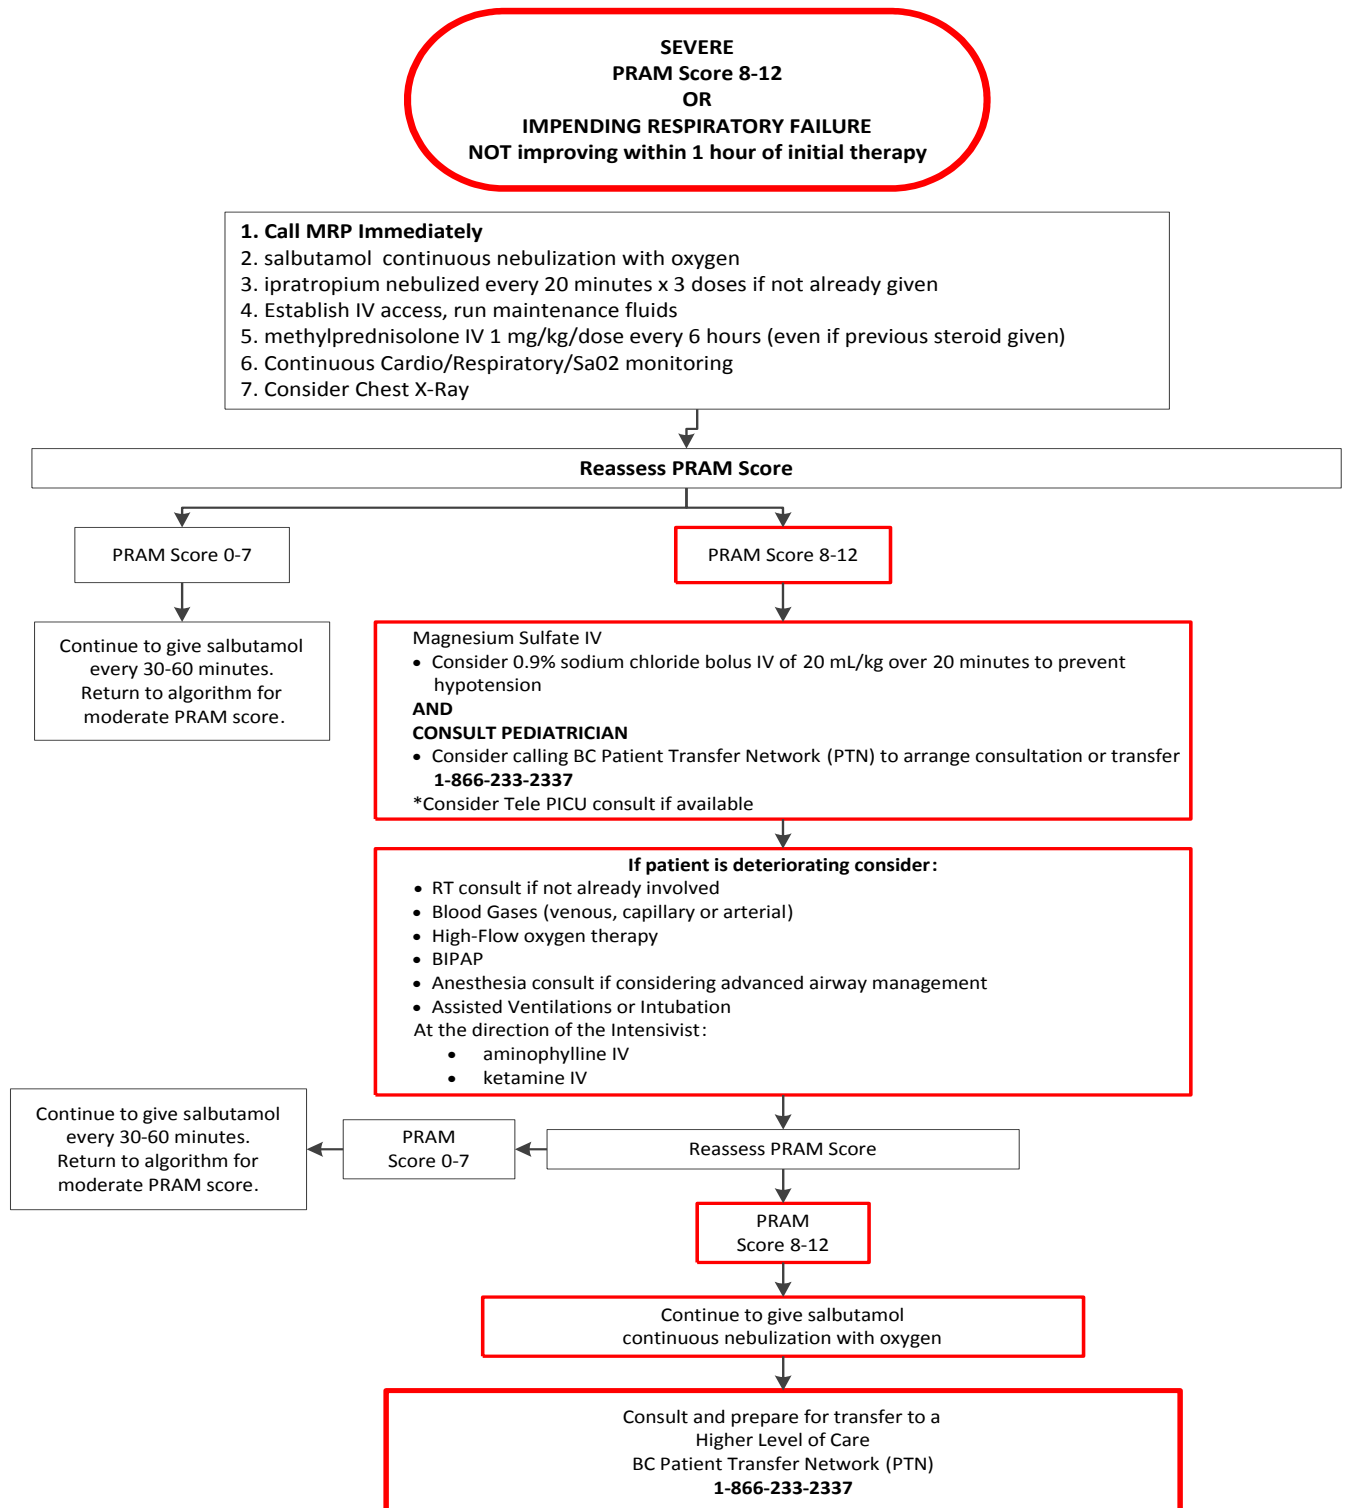 SEVERE
PRAM Score 8-12
OR
IMPENDING RESPIRATORY FAILURE
NOT improving within 1 hour of initial therapy
1. Call MRP Immediately
2. salbutamol continuous nebulization with oxygen
3. ipratropium nebulized every 20 minutes x 3 doses if not already given
4. Establish IV access, run maintenance fluids
5. methylprednisolone IV 1 mg/kg/dose every 6 hours (even if previous steroid given)
6. Continuous Cardio/Respiratory/Sa02 monitoring
7. Consider Chest X-Ray
Reassess PRAM Score
PRAM Score 0-7
Continue to give salbutamol
every 30-60 minutes.
Return to algorithm for
moderate PRAM score.
PRAM Score 8-12
Magnesium Sulfate IV
• Consider 0.9% sodium chloride bolus IV of 20 mL/kg over 20 minutes to prevent
hypotension
AND
CONSULT PEDIATRICIAN
• Consider calling BC Patient Transfer Network (PTN) to arrange consultation or transfer
1-866-233-2337
*Consider Tele PICU consult if available
If patient is deteriorating consider:
• RT consult if not already involved
• Blood Gases (venous, capillary or arterial)
• High-Flow oxygen therapy
• BIPAP
• Anesthesia consult if considering advanced airway management
• Assisted Ventilations or Intubation
At the direction of the Intensivist:
• aminophylline IV
• ketamine IV
Reassess PRAM Score
PRAM
Score 0-7
Continue to give salbutamol
every 30-60 minutes.
Return to algorithm for
moderate PRAM score.
PRAM
Score 8-12
Continue to give salbutamol
continuous nebulization with oxygen
Consult and prepare for transfer to a
Higher Level of Care
BC Patient Transfer Network (PTN)
1-866-233-2337